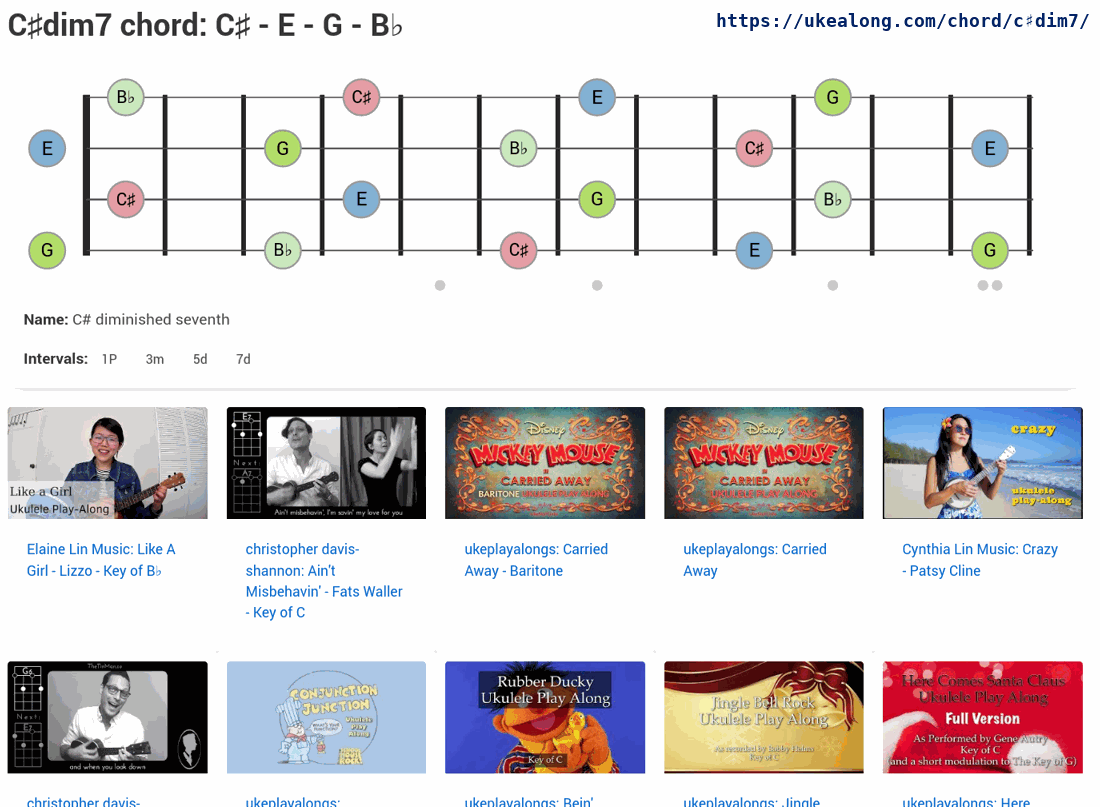 C♯dim7 chord: C♯ - E - G - B♭
https://ukealong.com/chord/c♯dim7/
B♭ C♯ E G
E G B♭ C♯ E
C♯ E G B♭
G B♭ C♯ E G
Name: C# diminished seventh
Intervals: 1P 3m 5d 7d
Like a Girl
Ukulele Play-Along
E7
Next:
A7
Ain't misbehavin', I'm savin' my love for you
Disney
MICKEY MOUSE
IN
CARRIED AWAY
BARITONE UKULELE PLAY-ALONG
Disney
MICKEY MOUSE
IN
CARRIED AWAY
UKULELE PLAY-ALONG
crazy
ukulele
play-along
Elaine Lin Music: Like A
Girl - Lizzo - Key of B♭
christopher davis-
shannon: Ain't
Misbehavin' - Fats Waller
- Key of C
ukeplayalongs: Carried
Away - Baritone
ukeplayalongs: Carried
Away
Cynthia Lin Music: Crazy
- Patsy Cline
TheTinMan.co
G6
Next:
E7
and when you look down
CONJUNCTION
JUNCTION
Ukulele
Play
Along
Rubber Ducky
Ukulele Play Along
Key of C
Jingle Bell Rock
Ukulele Play Along
As recorded by Bobby Helms
Key of C
Here Comes Santa Claus
Ukulele Play Along
Full Version
As Performed by Gene Autry
Key of C
(and a short modulation to The Key of G)
christopher davis-
ukeplayalongs:
ukeplayalongs: Bein'
ukeplayalongs: Jingle
ukeplayalongs: Here